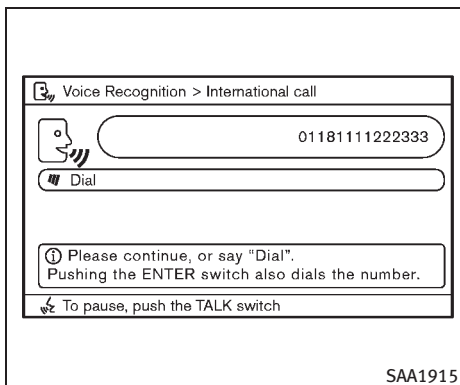 Voice Recognition > International call
01181111222333
Dial
Please continue, or say “Dial”.
Pushing the ENTER switch also dials the number.
To pause, push the TALK switch
SAA1915